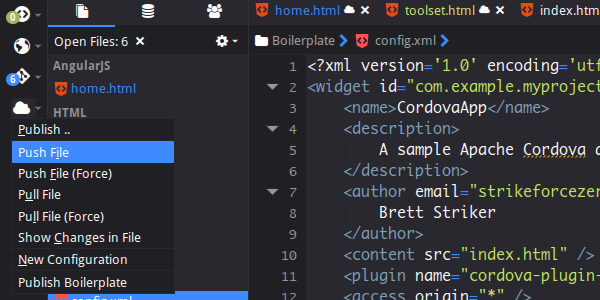 0
6
Open Files: 6
AngularJS
home.html
HTML
Publish ..
Push File
Push File (Force)
Pull File
Pull File (Force)
Show Changes in File
New Configuration
Publish Boilerplate
config.xml
home.html
toolset.html
index.htm
Boilerplate
config.xml
1 <?xml version='1.0' encoding='utf
2 <widget id="com.example.myproject
3 <name>CordovaApp</name>
4 <description>
5 A sample Apache Cordova a
6 </description>
7 <author email="strikeforcezer
8 Brett Striker
9 </author>
10 <content src="index.html" />
11 <plugin name="cordova-plugin-
12 <access origin="*" />